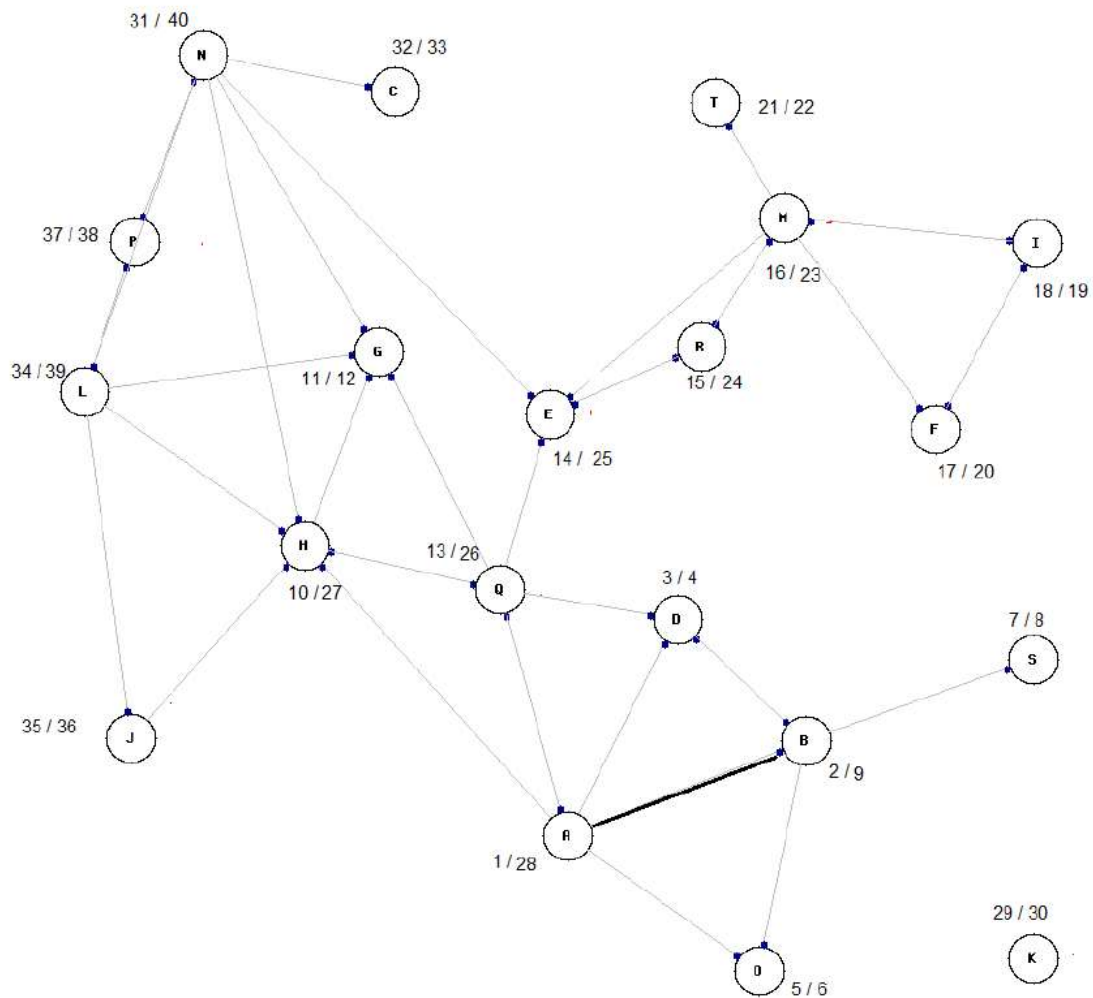 31 / 40
N
32 / 33
C
T
21 / 22
M
16 / 23
I
18 / 19
37 / 38
P
R
15 / 24
G
11 / 12
34 / 39
L
E
14 / 25
F
17 / 20
H
10 / 27
13 / 26
Q
3 / 4
D
7 / 8
S
35 / 36
J
B
2 / 9
A
1 / 28
29 / 30
K
O
5 / 6